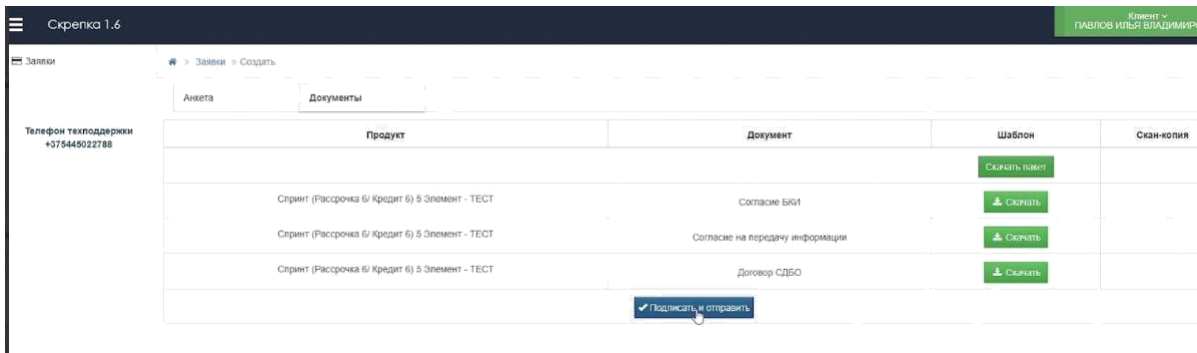 Скрепка 1.6
Клиент
ПАВЛОВ ИЛЬЯ ВЛАДИМИР
Заявки
» Заявки » Создать
Анкета Документы
Телефон техподдержки
+375445022788
Продукт Документ Шаблон Скан-копия
Скачать пакет
Спринт (Рассрочка 6/ Кредит 6) 5 Элемент - ТЕСТ Согласие БКИ Скачать
Спринт (Рассрочка 6/ Кредит 6) 5 Элемент - ТЕСТ Согласие на передачу информации Скачать
Спринт (Рассрочка 6/ Кредит 6) 5 Элемент - ТЕСТ Договор СДБО Скачать
Подписать и отправить